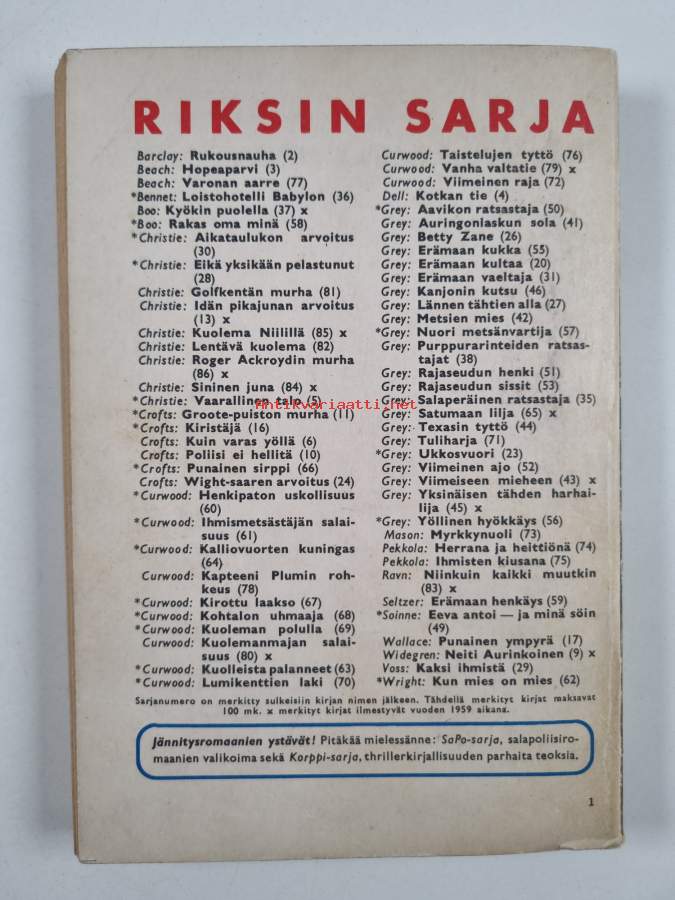 RIKSIN SARJA
Barclay: Rukousnauha (2)
Beach: Hopeaparvi (3)
Beach: Varonan aarre (77)
*Bennet: Loistohotelli Babylon (36)
Boo: Kyökin puolella (37) x
*Boo: Rakas oma minä (58)
*Christie: Aikataulukon arvoitus
(30)
*Christie: Eikä yksikään pelastunut
(28)
Christie: Golfkentän murha (81)
Christie: Idän pikajunan arvoitus
(13) x
Christie: Kuolema Niilillä (85) x
Christie: Lentävä kuolema (82)
Christie: Roger Ackroydin murha
(86) x
Christie: Sininen juna (84) x
*Christie: Vaarallinen talo (5)
*Crofts: Groote-puiston murha (11)
*Crofts: Kiristäjä (16)
Crofts: Kuin varas yöllä (6)
Crofts: Poliisi ei hellitä (10)
*Crofts: Punainen sirppi (66)
Crofts: Wight-saaren arvoitus (24)
*Curwood: Henkipaton uskollisuus
(60)
*Curwood: Ihmismetsästäjän salai-
suus (61)
*Curwood: Kalliovuorten kuningas
(64)
Curwood: Kapteeni Plumin roh-
keus (78)
*Curwood: Kirottu laakso (67)
*Curwood: Kohtalon uhmaaja (68)
*Curwood: Kuoleman polulla (69)
Curwood: Kuolemanmajan salai-
suus (80) x
*Curwood: Kuolleista palanneet (63)
*Curwood: Lumikenttien laki (70)
Curwood: Taistelujen tyttö (76)
Curwood: Vanha valtatie (79) x
Curwood: Viimeinen raja (72)
Dell: Kotkan tie (4)
*Grey: Aavikon ratsastaja (50)
Grey: Auringonlaskun sola (41)
Grey: Betty Zane (26)
Grey: Erämaan kukka (55)
Grey: Erämaan kultaa (20)
Grey: Erämaan vaeltaja (31)
Grey: Kanjonin kutsu (46)
Grey: Lännen tähtien alla (27)
Grey: Metsien mies (42)
*Grey: Nuori metsänvartija (57)
Grey: Purppurarinteiden ratsas-
tajat (38)
Grey: Rajaseudun henki (51)
Grey: Rajaseudun sissit (53)
Grey: Salaperäinen ratsastaja (35)
Grey: Satumaan lilja (65) x
Grey: Texasin tyttö (44)
Grey: Tuliharja (71)
*Grey: Ukkosvuori (23)
Grey: Viimeinen ajo (52)
Grey: Viimeiseen mieheen (43) x
Grey: Yksinäisen tähden harhai-
lija (45) x
*Grey: Yöllinen hyökkäys (56)
Mason: Myrkkynuoli (73)
Pekkola: Herrana ja heittiönä (74)
Pekkola: Ihmisten kiusana (75)
Ravn: Niinkuin kaikki muutkin
(83) x
Seltzer: Erämaan henkäys (59)
*Soinne: Eeva antoi — ja minä söin
(49)
Wallace: Punainen ympyrä (17)
Widegren: Neiti Aurinkoinen (9) x
Voss: Kaksi ihmistä (29)
*Wright: Kun mies on mies (62)
Antikvariaatti.net
Sarjanumero on merkitty sulkeisiin kirjan nimen jälkeen. Tähdellä merkityt kirjat maksavat
100 mk. x merkityt kirjat ilmestyvät vuoden 1959 aikana.
Jännitysromaanien ystävät! Pitäkää mielessänne: SaPo-sarja, salapoliisiro-
maanien valikoima sekä Korppi-sarja, thrillerkirjallisuuden parhaita teoksia.
1